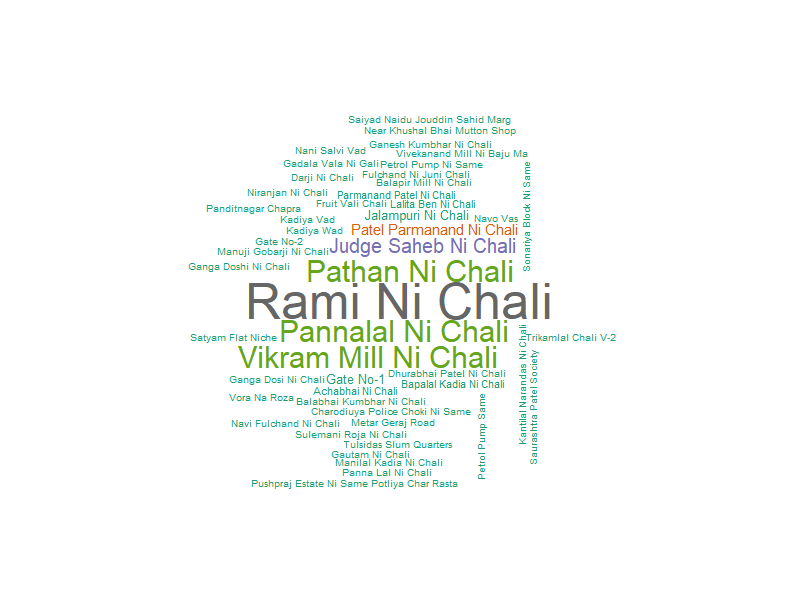 Saiyad Naidu Jouddin Sahid Marg
Near Khushal Bhai Mutton Shop
Ganesh Kumbhar Ni Chali
Nani Salvi Vad
Vivekanand Mill Ni Baju Ma
Gadala Vala Ni Gali
Petrol Pump Ni Same
Darji Ni Chali
Fulchand Ni Juni Chali
Balapir Mill Ni Chali
Niranjan Ni Chali
Parmanand Patel Ni Chali
Fruit Vali Chali
Lalita Ben Ni Chali
Panditnagar Chapra
Jalampuri Ni Chali
Navo Vas
Kadiya Vad
Kadiya Wad
Patel Parmanand Ni Chali
Sonariya Block Ni Same
Gate No-2
Judge Saheb Ni Chali
Manuji Gobarji Ni Chali
Ganga Doshi Ni Chali
Pathan Ni Chali
Rami Ni Chali
Pannalal Ni Chali
Satyam Flat Niche
Trikamlal Chali V-2
Vikram Mill Ni Chali
Kantilal Narandas Ni Chali
Saurashtra Patel Society
Dhurabhai Patel Ni Chali
Ganga Dosi Ni Chali
Gate No-1
Bapalal Kadia Ni Chali
Achabhai Ni Chali
Vora Na Roza
Balabhai Kumbhar Ni Chali
Petrol Pump Same
Charodiuya Police Choki Ni Same
Navi Fulchand Ni Chali
Metar Geraj Road
Sulemani Roja Ni Chali
Tulsidas Slum Quarters
Gautam Ni Chali
Manilal Kadia Ni Chali
Panna Lal Ni Chali
Pushpraj Estate Ni Same Potliya Char Rasta